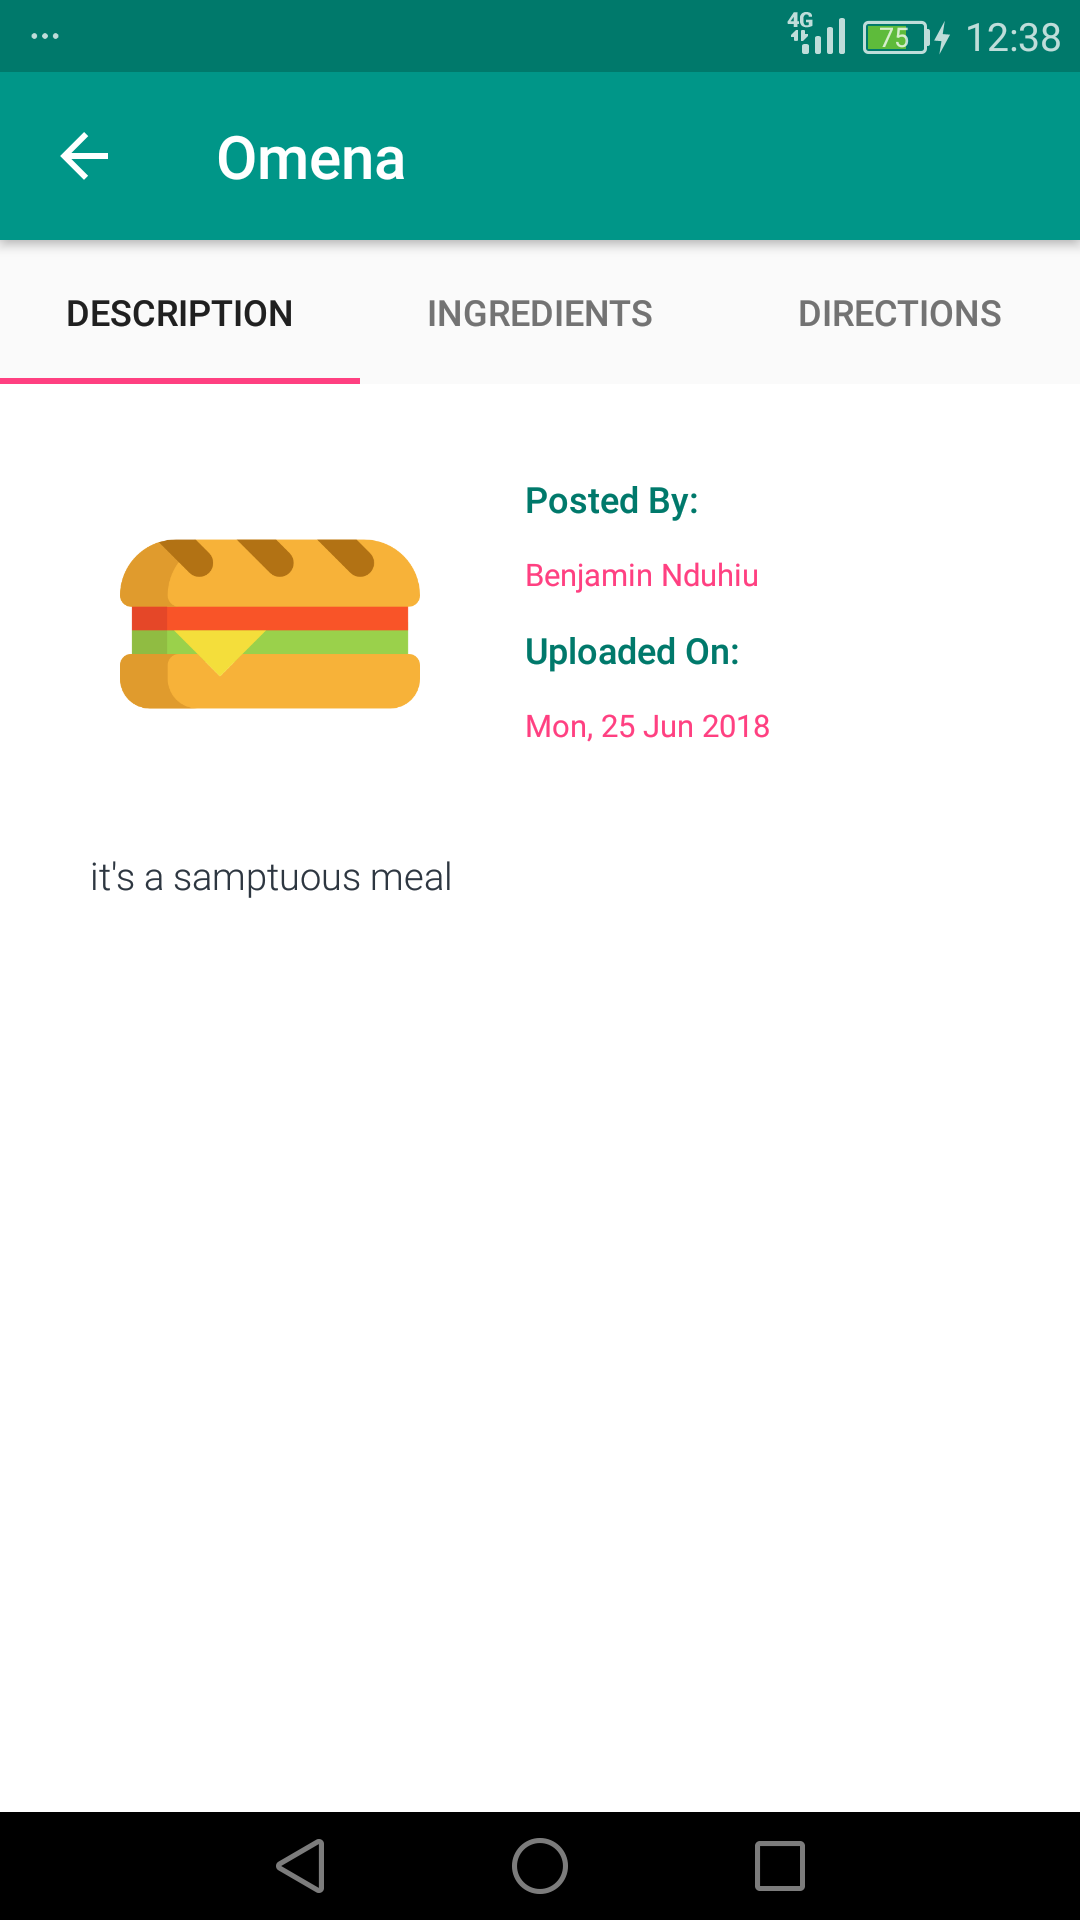 ... 4G 75 12:38
Omena
DESCRIPTION INGREDIENTS DIRECTIONS
Posted By:
Benjamin Nduhiu
Uploaded On:
Mon, 25 Jun 2018
it's a samptuous meal